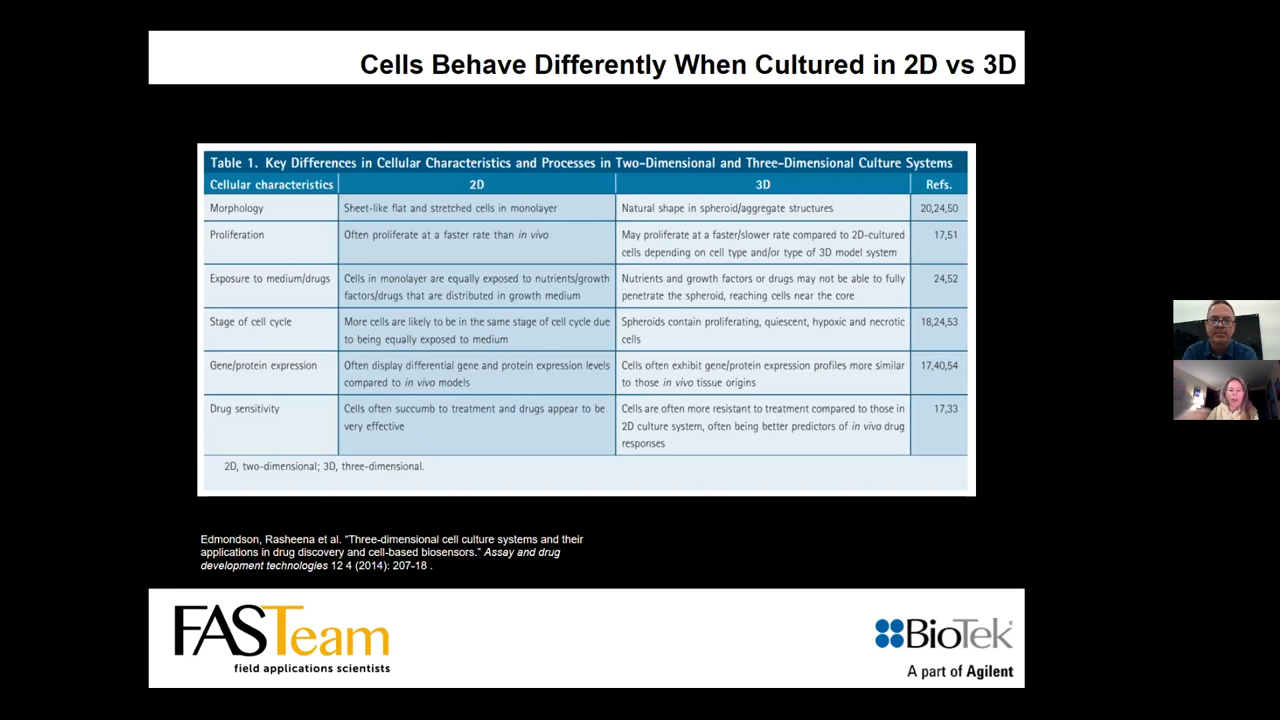 Cells Behave Differently When Cultured in 2D vs 3D
Table 1. Key Differences in Cellular Characteristics and Processes in Two-Dimensional and Three-Dimensional Culture Systems
Cellular characteristics 2D 3D Refs.
Morphology Sheet-like flat and stretched cells in monolayer Natural shape in spheroid/aggregate structures 20,24,50
Proliferation Often proliferate at a faster rate than in vivo May proliferate at a faster/slower rate compared to 2D-cultured 17,51
cells depending on cell type and/or type of 3D model system
Exposure to medium/drugs Cells in monolayer are equally exposed to nutrients/growth Nutrients and growth factors or drugs may not be able to fully 24,52
factors/drugs that are distributed in growth medium penetrate the spheroid, reaching cells near the core
Stage of cell cycle More cells are likely to be in the same stage of cell cycle due Spheroids contain proliferating, quiescent, hypoxic and necrotic 18,24,53
to being equally exposed to medium cells
Gene/protein expression Often display differential gene and protein expression levels Cells often exhibit gene/protein expression profiles more similar 17,40,54
compared to in vivo models to those in vivo tissue origins
Drug sensitivity Cells often succumb to treatment and drugs appear to be Cells are often more resistant to treatment compared to those in 17,33
very effective 2D culture system, often being better predictors of in vivo drug
responses
2D, two-dimensional; 3D, three-dimensional.
Edmondson, Rasheena et al. “Three-dimensional cell culture systems and their
applications in drug discovery and cell-based biosensors.” Assay and drug
development technologies 12 4 (2014): 207-18 .
FASTeam
field applications scientists
BioTek®
A part of Agilent